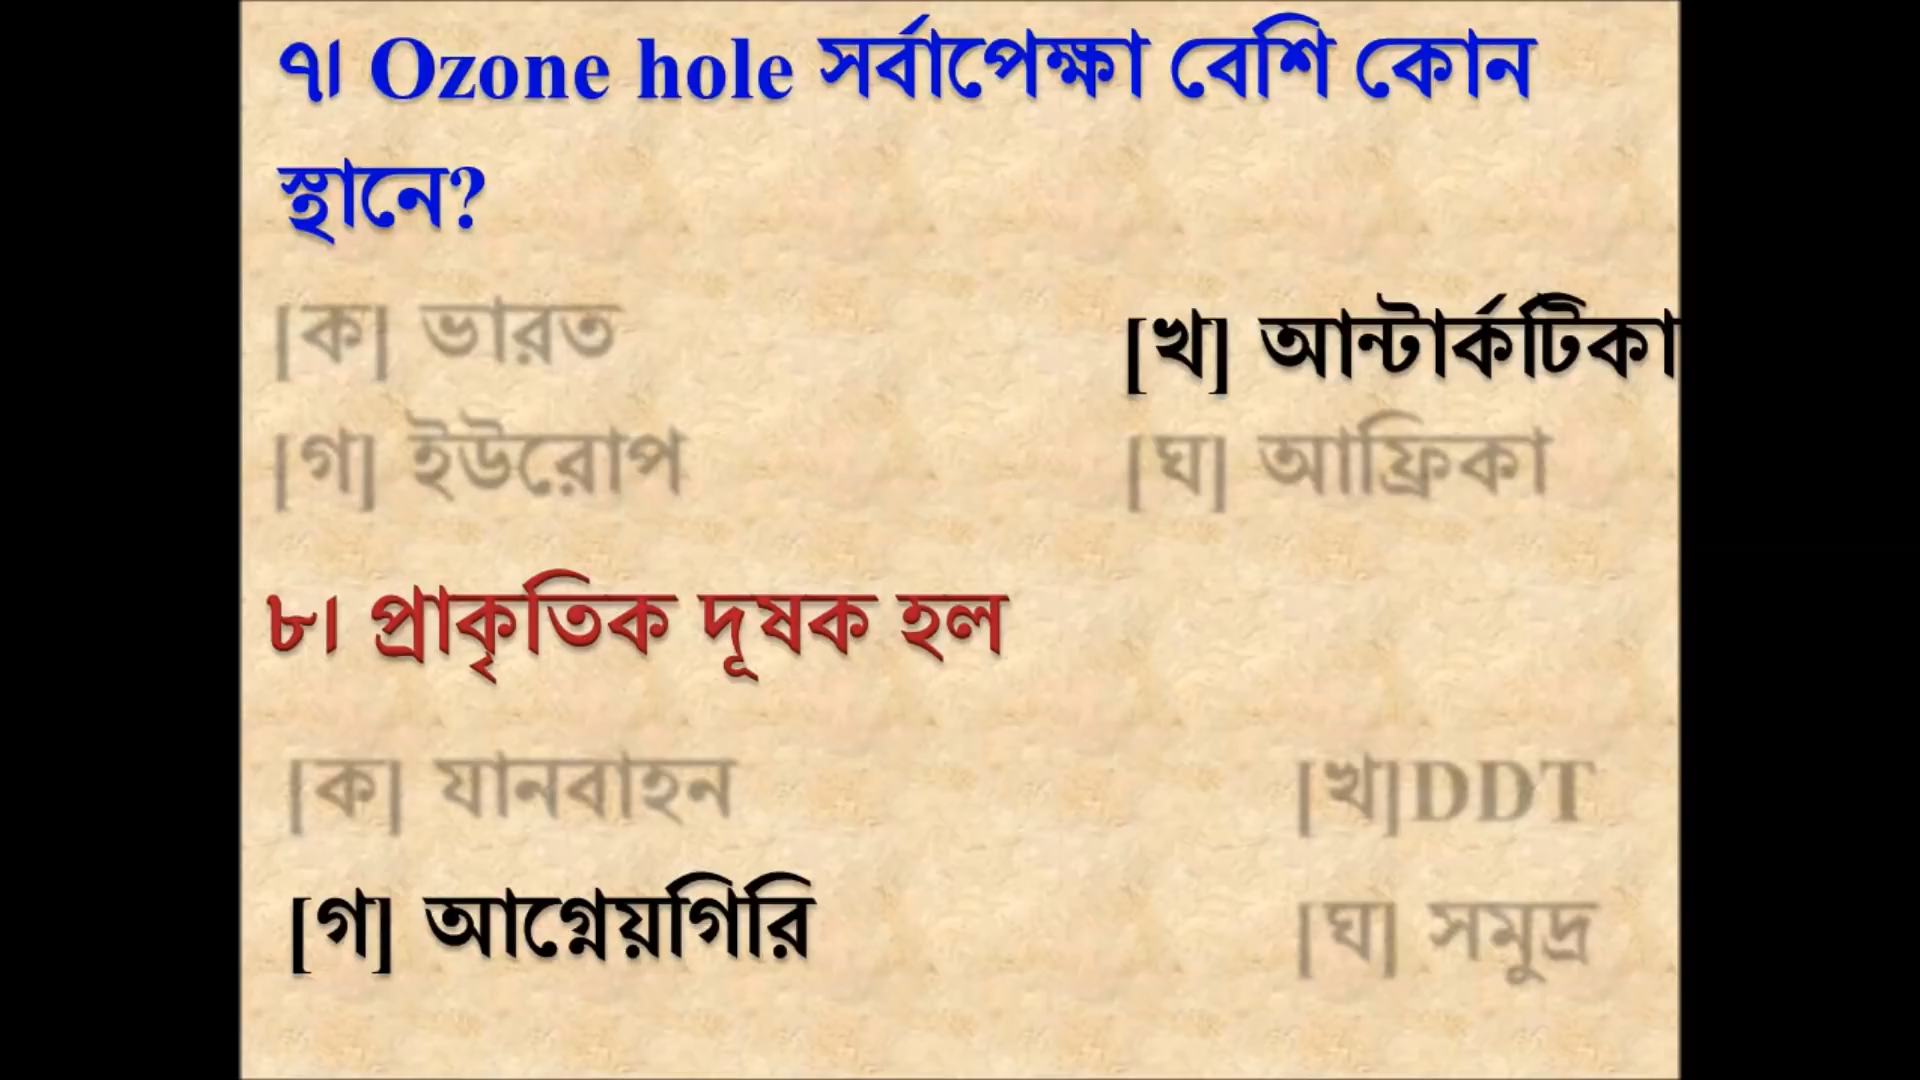 ৭। Ozone hole সর্বাপেক্ষা বেশি কোন
স্থানে?
[ক] ভারত [খ] আন্টার্কটিকা
[গ] ইউরোপ [ঘ] আফ্রিকা
৮। প্রাকৃতিক দূষক হল
[ক] যানবাহন [খ]DDT
[গ] আগ্নেয়গিরি [ঘ] সমুদ্র